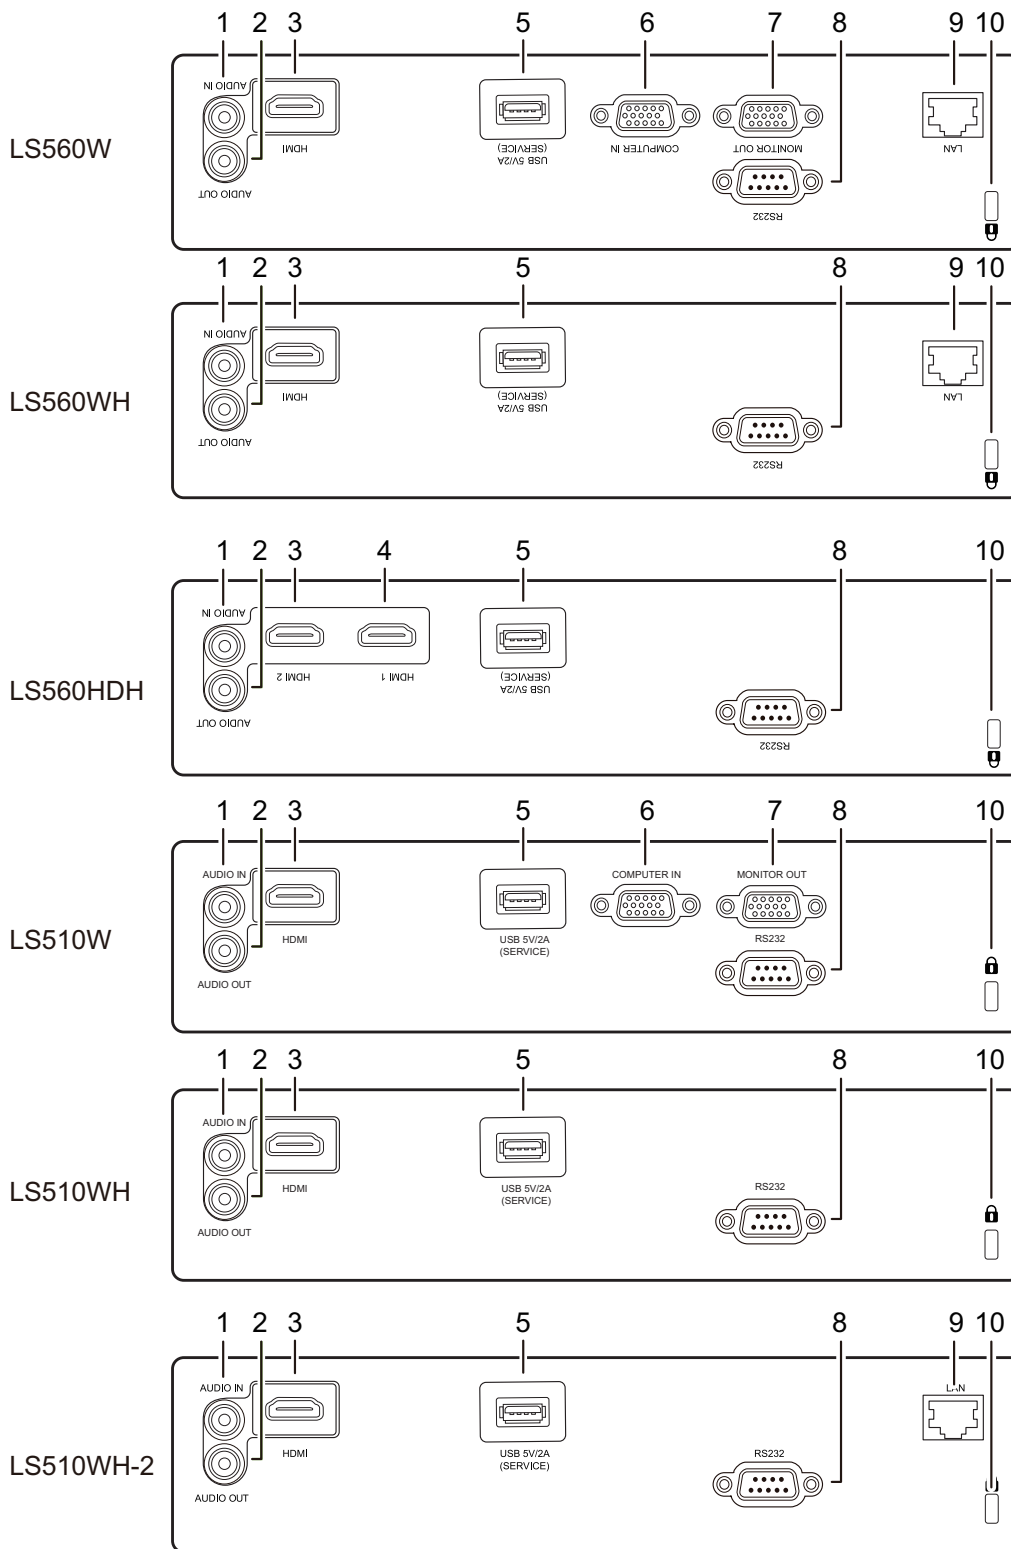 1 2 3 5 6 7 8 9 10
LS560W
AUDIO IN
HDMI
AUDIO OUT
USB 5V/2A
(SERVICE)
COMPUTER IN
MONITOR OUT
RS232
LAN
1 2 3 5 8 9 10
LS560WH
AUDIO IN
HDMI
AUDIO OUT
USB 5V/2A
(SERVICE)
RS232
LAN
1 2 3 4 5 8 10
LS560HDH
AUDIO IN
HDMI 2
HDMI 1
AUDIO OUT
USB 5V/2A
(SERVICE)
RS232
1 2 3 5 6 7 8 10
LS510W
AUDIO IN
COMPUTER IN
MONITOR OUT
HDMI
USB 5V/2A
(SERVICE)
RS232
AUDIO OUT
1 2 3 5 8 10
LS510WH
AUDIO IN
HDMI
USB 5V/2A
(SERVICE)
RS232
AUDIO OUT
1 2 3 5 8 9 10
LS510WH-2
AUDIO IN
LAN
HDMI
USB 5V/2A
(SERVICE)
RS232
AUDIO OUT